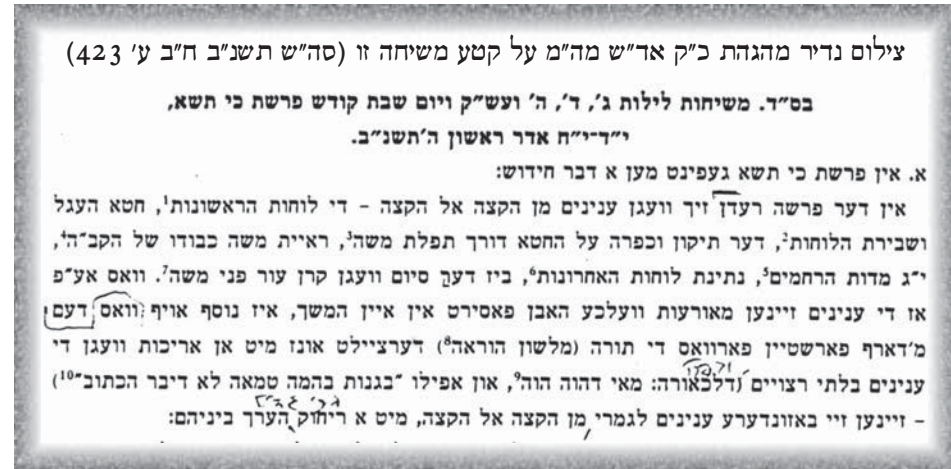 צילום נדיר מהגהת כ״ק אד״ש מה״מ על קטע משיחה זו (סה״ש תשנ״ב ח״ב ע׳ 423)
בס״ד. משיחות לילות ג׳, ד׳, ה׳ ועש״ק ויום שבת קודש פרשת כי תשא,
י״ד־י״ח אדר ראשון ה׳תשנ״ב.
א. אין פרשת כי תשא געפינט מען א דבר חידוש:
אין דער פרשה רעדן זיך וועגן ענינים מן הקצה אל הקצה – די לוחות הראשונות¹, חטא העגל
ושבירת הלוחות², דער תיקון וכפרה על החטא דורך תפלת משה³, ראיית משה כבודו של הקב״ה⁴,
י״ג מדות הרחמים⁵, נתינת לוחות האחרונות⁶, ביז דער סיום וועגן קרן עור פני משה⁷. וואס אע״פ
אז די ענינים זיינען מאורעות וועלכע האבן פאסירט אין איין המשך, איז נוסף אויף וואס דעם
מ׳דארף פארשטיין פארוואס די תורה (מלשון הוראה⁸) דערציילט אונז מיט אן אריכות וועגן די
ענינים בלתי רצויים (דלכאורה: מאי דהוה הוה⁹, און אפילו ״בגנות בהמה טמאה לא דיבר הכתוב״¹⁰)
– זיינען זיי באזונדערע ענינים לגמרי מן הקצה אל הקצה, מיט א ריחוק הערך ביניהם: